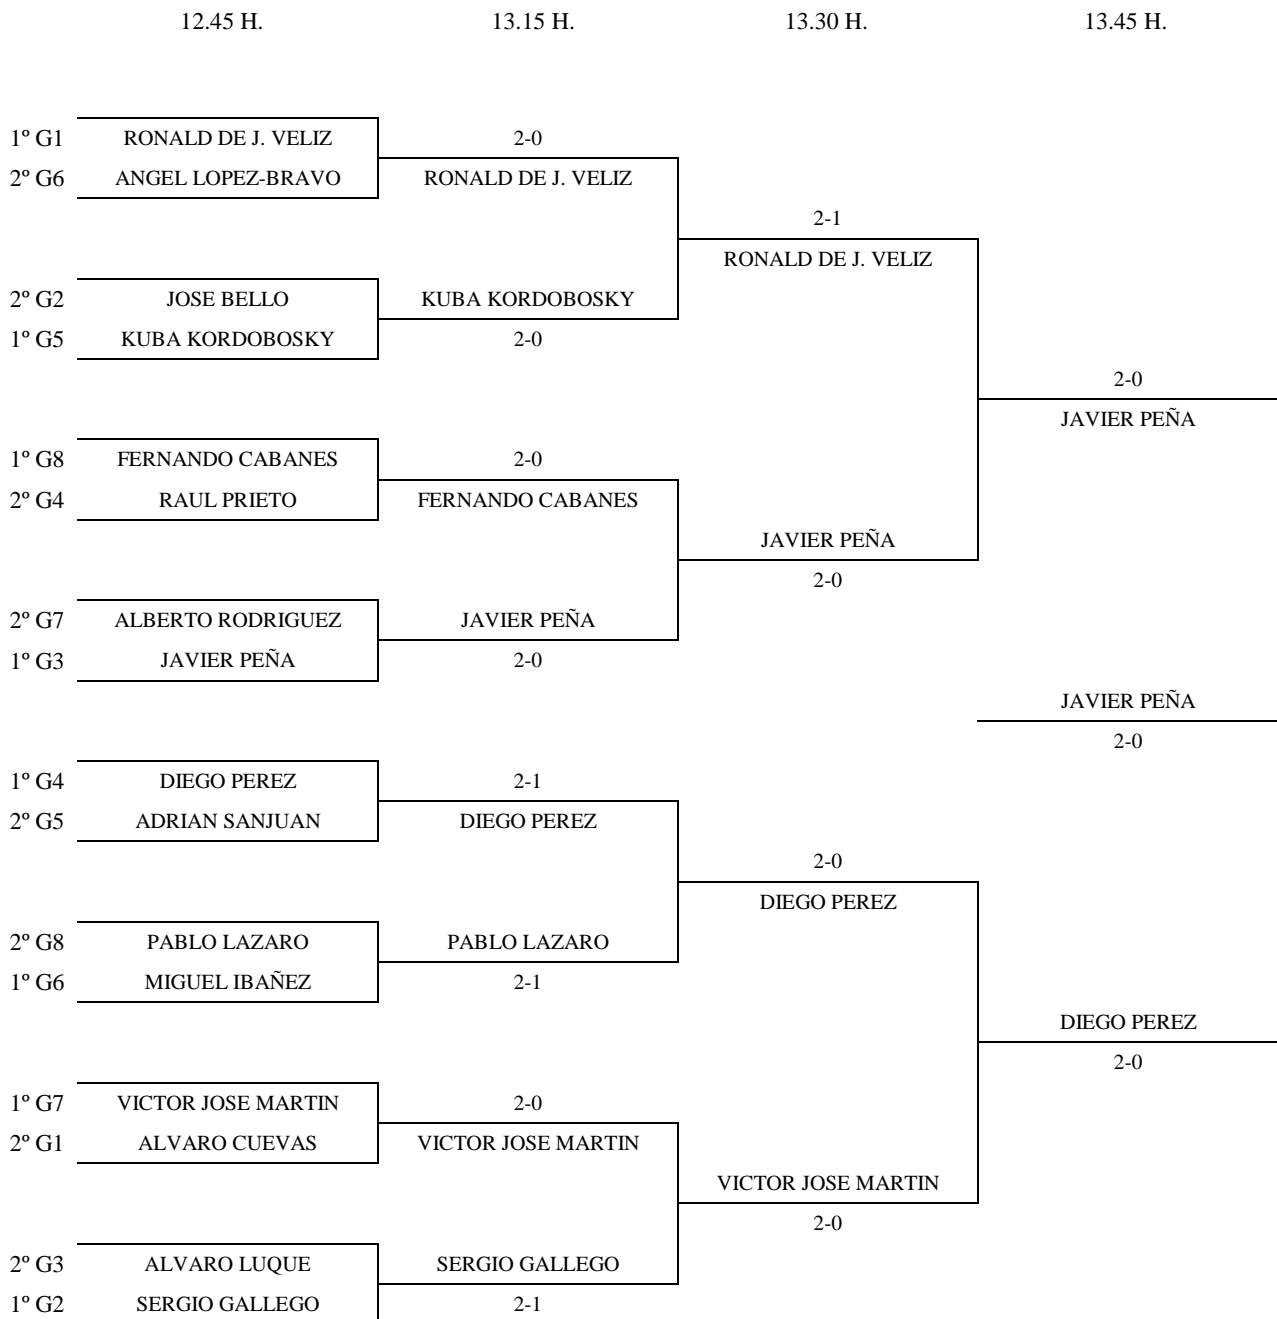 12.45 H. 13.15 H. 13.30 H. 13.45 H.
1º G1 RONALD DE J. VELIZ 2-0
2º G6 ANGEL LOPEZ-BRAVO RONALD DE J. VELIZ
2-1
RONALD DE J. VELIZ
2º G2 JOSE BELLO KUBA KORDOBOSKY
1º G5 KUBA KORDOBOSKY 2-0
2-0
JAVIER PEÑA
1º G8 FERNANDO CABANES 2-0
2º G4 RAUL PRIETO FERNANDO CABANES
JAVIER PEÑA
2-0
2º G7 ALBERTO RODRIGUEZ JAVIER PEÑA
1º G3 JAVIER PEÑA 2-0
JAVIER PEÑA
2-0
1º G4 DIEGO PEREZ 2-1
2º G5 ADRIAN SANJUAN DIEGO PEREZ
2-0
DIEGO PEREZ
2º G8 PABLO LAZARO PABLO LAZARO
1º G6 MIGUEL IBAÑEZ 2-1
DIEGO PEREZ
2-0
1º G7 VICTOR JOSE MARTIN 2-0
2º G1 ALVARO CUEVAS VICTOR JOSE MARTIN
VICTOR JOSE MARTIN
2-0
2º G3 ALVARO LUQUE SERGIO GALLEGO
1º G2 SERGIO GALLEGO 2-1